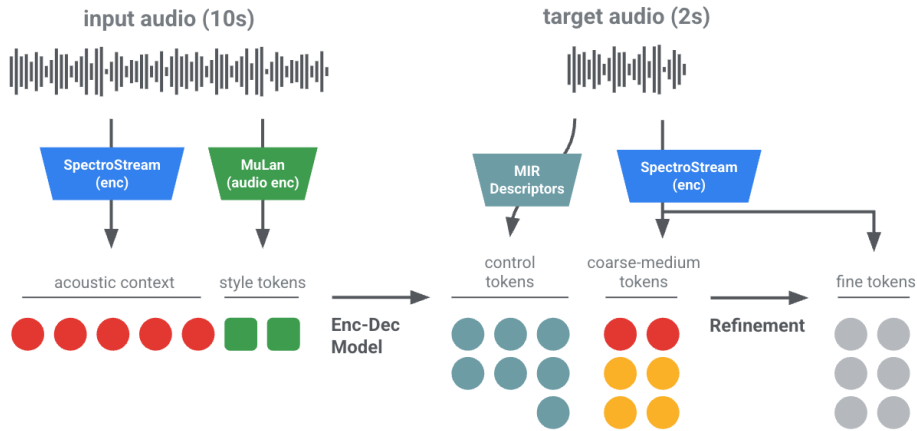 input audio (10s)
target audio (2s)
SpectroStream
(enc)
MuLan
(audio enc)
MIR
Descriptors
SpectroStream
(enc)
acoustic context
style tokens
control
tokens
coarse-medium
tokens
fine tokens
Enc-Dec
Model
Refinement